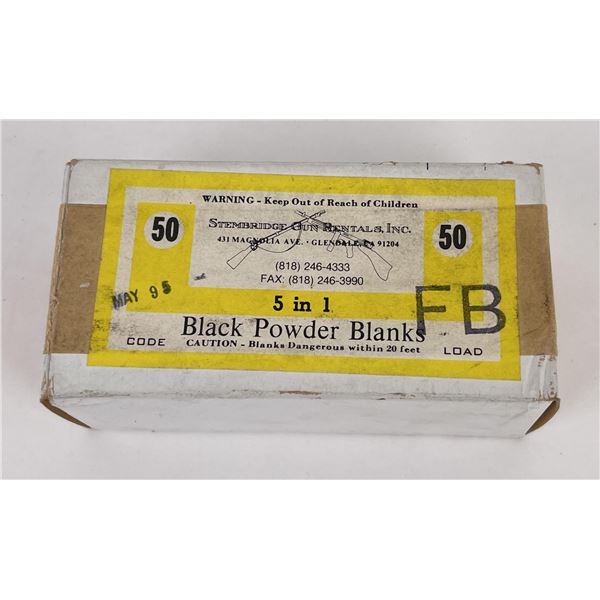 WARNING - Keep Out of Reach of Children
50
STEMBRIDGE GUN RENTALS, INC.
50
431 MAGNOLIA AVE. · GLENDALE, CA 91204
(818) 246-4333
FAX: (818) 246-3990
MAY 95
5 in 1
FB
Black Powder Blanks
CODE
CAUTION - Blanks Dangerous within 20 feet
LOAD